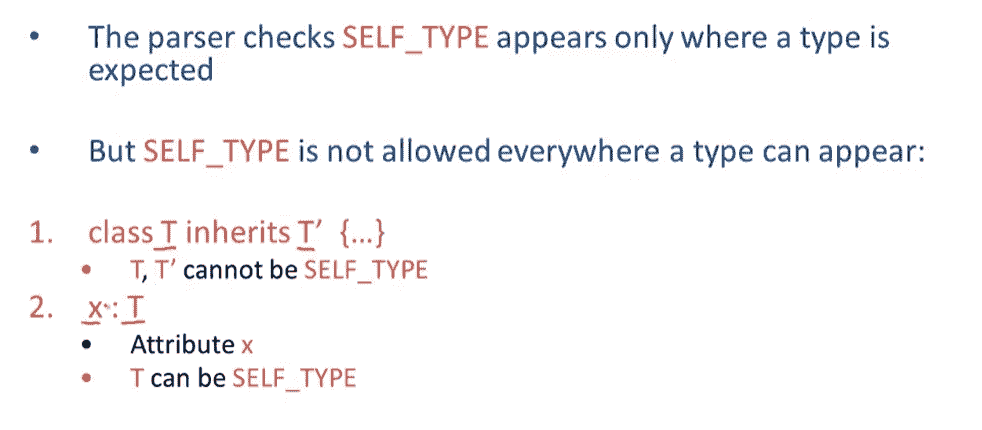 • The parser checks SELF_TYPE appears only where a type is
expected
• But SELF_TYPE is not allowed everywhere a type can appear:
1. class T inherits T’ {...}
• T, T’ cannot be SELF_TYPE
2. x : T
• Attribute x
• T can be SELF_TYPE